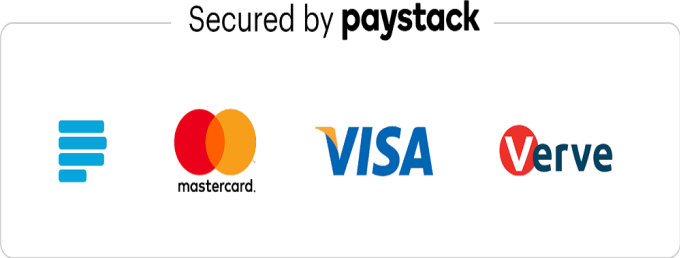 Secured by paystack
mastercard.
VISA
Verve